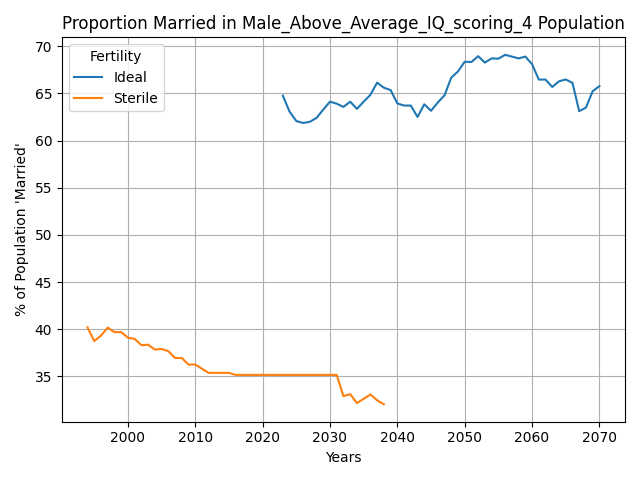 Proportion Married in Male_Above_Average_IQ_scoring_4 Population
Fertility
Ideal
Sterile
% of Population 'Married'
70
65
60
55
50
45
40
35
2000
2010
2020
2030
2040
2050
2060
2070
Years